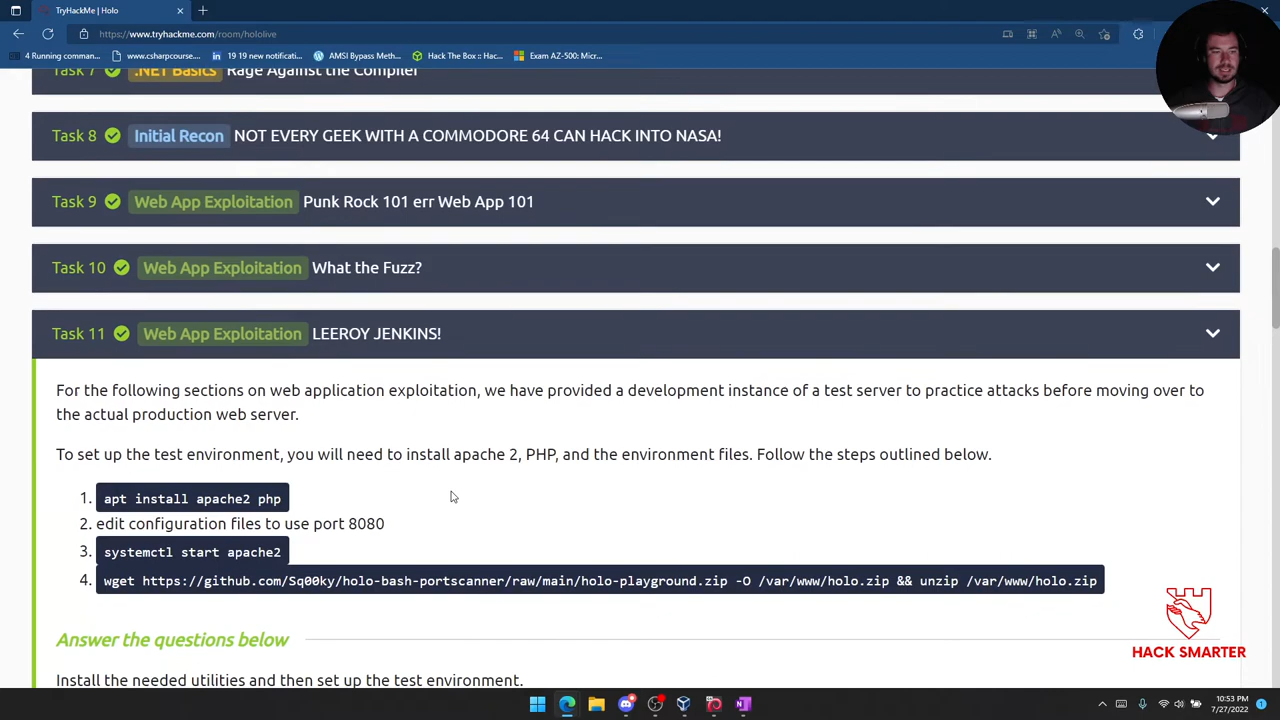 TryHackMe | Holo
https://www.tryhackme.com/room/hololive
4 Running comman...
www.csharpcourse....
19 19 new notificati...
AMSI Bypass Meth...
Hack The Box :: Hac...
Exam AZ-500: Micr...
Task 7 .NET Basics Rage Against the Compiler
Task 8 Initial Recon NOT EVERY GEEK WITH A COMMODORE 64 CAN HACK INTO NASA!
Task 9 Web App Exploitation Punk Rock 101 err Web App 101
Task 10 Web App Exploitation What the Fuzz?
Task 11 Web App Exploitation LEEROY JENKINS!
For the following sections on web application exploitation, we have provided a development instance of a test server to practice attacks before moving over to
the actual production web server.
To set up the test environment, you will need to install apache 2, PHP, and the environment files. Follow the steps outlined below.
1. apt install apache2 php
2. edit configuration files to use port 8080
3. systemctl start apache2
4. wget https://github.com/Sq00ky/holo-bash-portscanner/raw/main/holo-playground.zip -O /var/www/holo.zip && unzip /var/www/holo.zip
Answer the questions below
HACK SMARTER
Install the needed utilities and then set up the test environment.
10:53 PM
7/27/2022